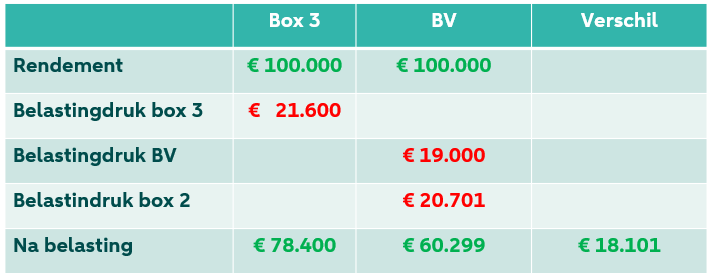 Box 3 BV Verschil
Rendement € 100.000 € 100.000
Belastingdruk box 3 € 21.600
Belastingdruk BV € 19.000
Belastindruk box 2 € 20.701
Na belasting € 78.400 € 60.299 € 18.101